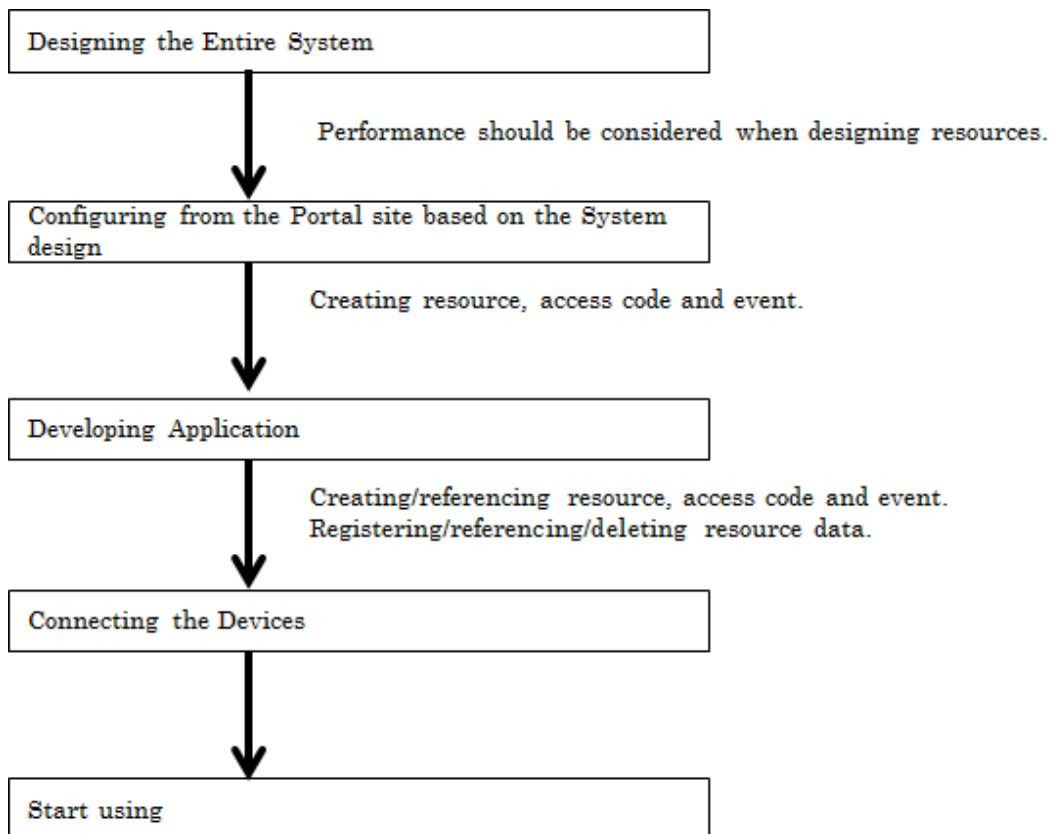 Designing the Entire System
Performance should be considered when designing resources.
Configuring from the Portal site based on the System
design
Creating resource, access code and event.
Developing Application
Creating/referencing resource, access code and event.
Registering/referencing/deleting resource data.
Connecting the Devices
Start using